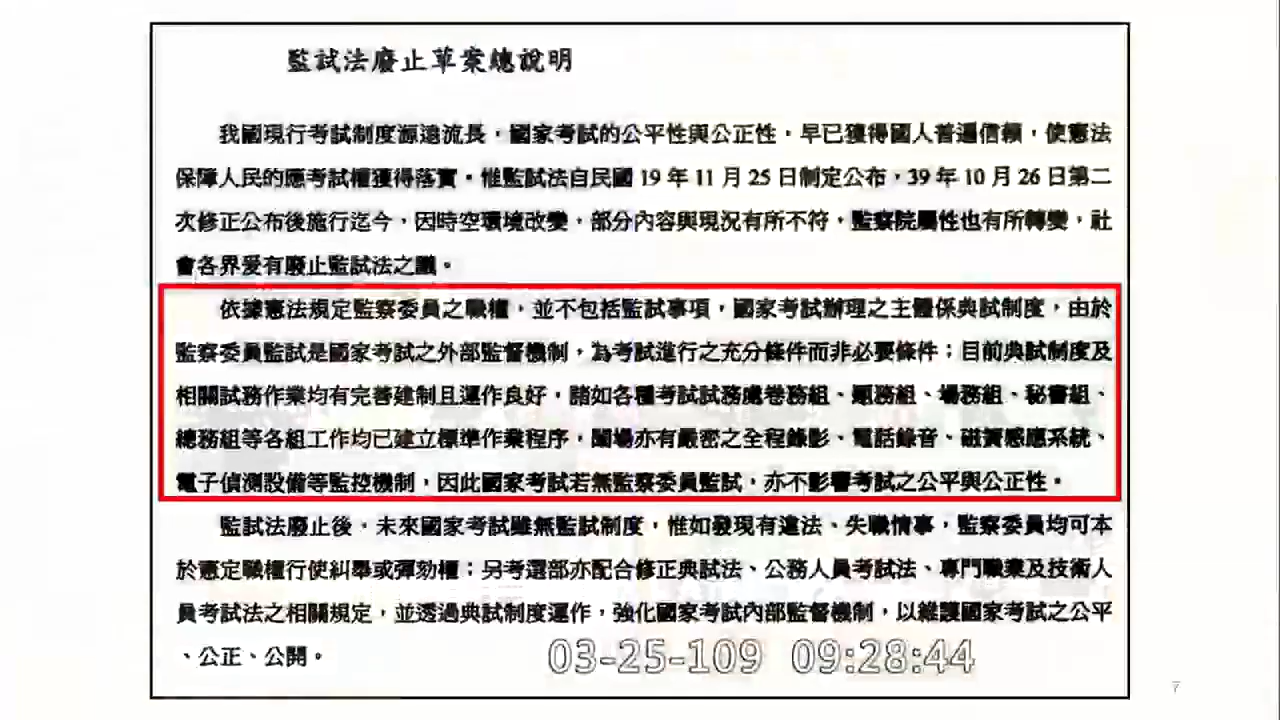 監試法廢止草案總說明
我國現行考試制度源遠流長，國家考試的公平性與公正性，早已獲得國人普遍信賴，使憲法
保障人民的應考試權獲得落實。惟監試法自民國 19 年 11 月 25 日制定公布，39 年 10 月 26 日第二
次修正公布後施行迄今，因時空環境改變，部分內容與現況有所不符，監察院屬性也有所轉變，社
會各界爰有廢止監試法之議。
依據憲法規定監察委員之職權，並不包括監試事項，國家考試辦理之主體係典試制度，由於
監察委員監試是國家考試之外部監督機制，為考試進行之充分條件而非必要條件；目前典試制度及
相關試務作業均有完善建制且運作良好，諸如各種考試試務處卷務組、題務組、場務組、秘書組、
總務組等各組工作均已建立標準作業程序，闈場亦有嚴密之全程錄影、電話錄音、磁簧感應系統、
電子偵測設備等監控機制，因此國家考試若無監察委員監試，亦不影響考試之公平與公正性。
監試法廢止後，未來國家考試雖無監試制度，惟如發現有違法、失職情事，監察委員均可本
於憲定職權行使糾舉或彈劾權；另考選部亦配合修正典試法、公務人員考試法、專門職業及技術人
員考試法之相關規定，並透過典試制度運作，強化國家考試內部監督機制，以維護國家考試之公平
、公正、公開。
03-25-109 09:28:44
7